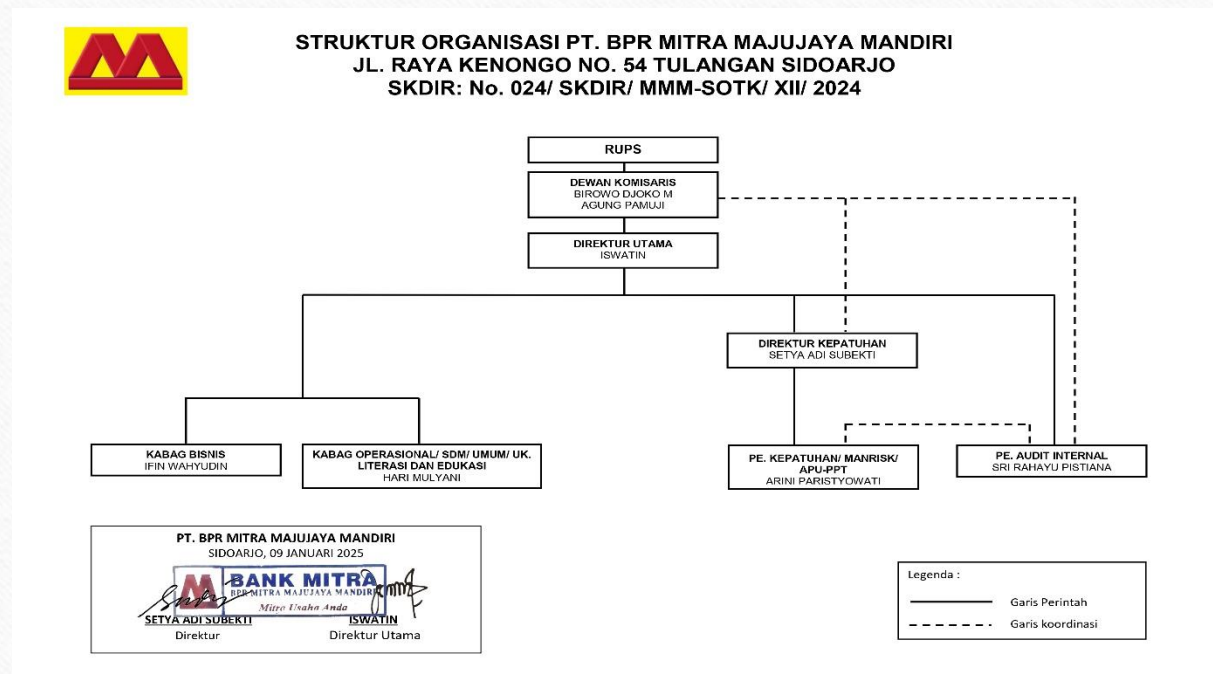 STRUKTUR ORGANISASI PT. BPR MITRA MAJUJAYA MANDIRI
JL. RAYA KENONGO NO. 54 TULANGAN SIDOARJO
SKDIR: No. 024/ SKDIR/ MMM-SOTK/ XII/ 2024
RUPS
DEWAN KOMISARIS
BIROWO DJOKO M
AGUNG PAMUJI
DIREKTUR UTAMA
ISWATIN
DIREKTUR KEPATUHAN
SETYA ADI SUBEKTI
KABAG BISNIS
IFIN WAHYUDIN
KABAG OPERASIONAL/ SDM/ UMUM/ UK.
LITERASI DAN EDUKASI
HARI MULYANI
PE. KEPATUHAN/ MANRISK/
APU-PPT
ARINI PARISTYOWATI
PE. AUDIT INTERNAL
SRI RAHAYU PISTIANA
PT. BPR MITRA MAJUJAYA MANDIRI
SIDOARJO, 09 JANUARI 2025
BANK MITRA
BPR MITRA MAJUJAYA MANDIRI
Mitra Usaha Anda
SETYA ADI SUBEKTI ISWATIN
Direktur Direktur Utama
Legenda :
Garis Perintah
Garis koordinasi